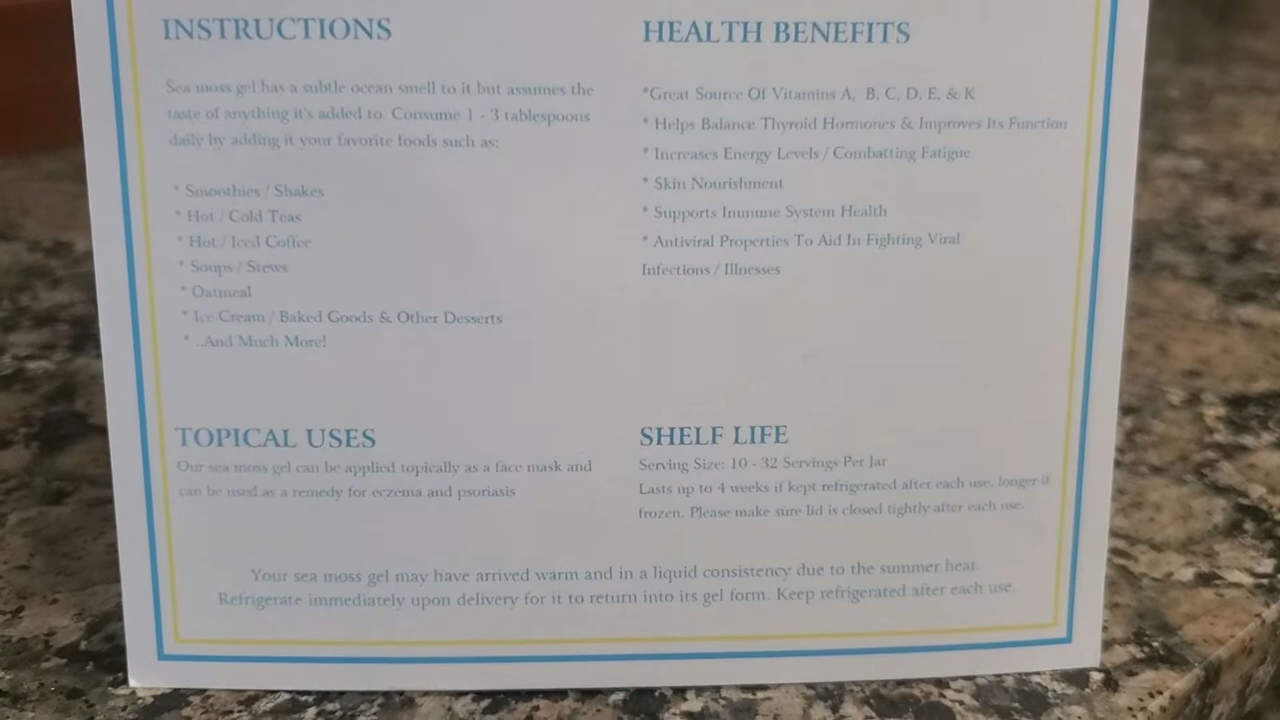 INSTRUCTIONS
Sea moss gel has a subtle ocean smell to it but assumes the
taste of anything it's added to. Consume 1 - 3 tablespoons
daily by adding it your favorite foods such as:
* Smoothies / Shakes
* Hot / Cold Teas
* Hot / Iced Coffee
* Soups / Stews
* Oatmeal
* Ice Cream / Baked Goods & Other Desserts
* ..And Much More!
HEALTH BENEFITS
*Great Source Of Vitamins A, B, C, D, E, & K
* Helps Balance Thyroid Hormones & Improves Its Function
* Increases Energy Levels / Combatting Fatigue
* Skin Nourishment
* Supports Immune System Health
* Antiviral Properties To Aid In Fighting Viral
Infections / Illnesses
TOPICAL USES
Our sea moss gel can be applied topically as a face mask and
can be used as a remedy for eczema and psoriasis
SHELF LIFE
Serving Size: 10 - 32 Servings Per Jar
Lasts up to 4 weeks if kept refrigerated after each use, longer if
frozen. Please make sure lid is closed tightly after each use.
Your sea moss gel may have arrived warm and in a liquid consistency due to the summer heat.
Refrigerate immediately upon delivery for it to return into its gel form. Keep refrigerated after each use.